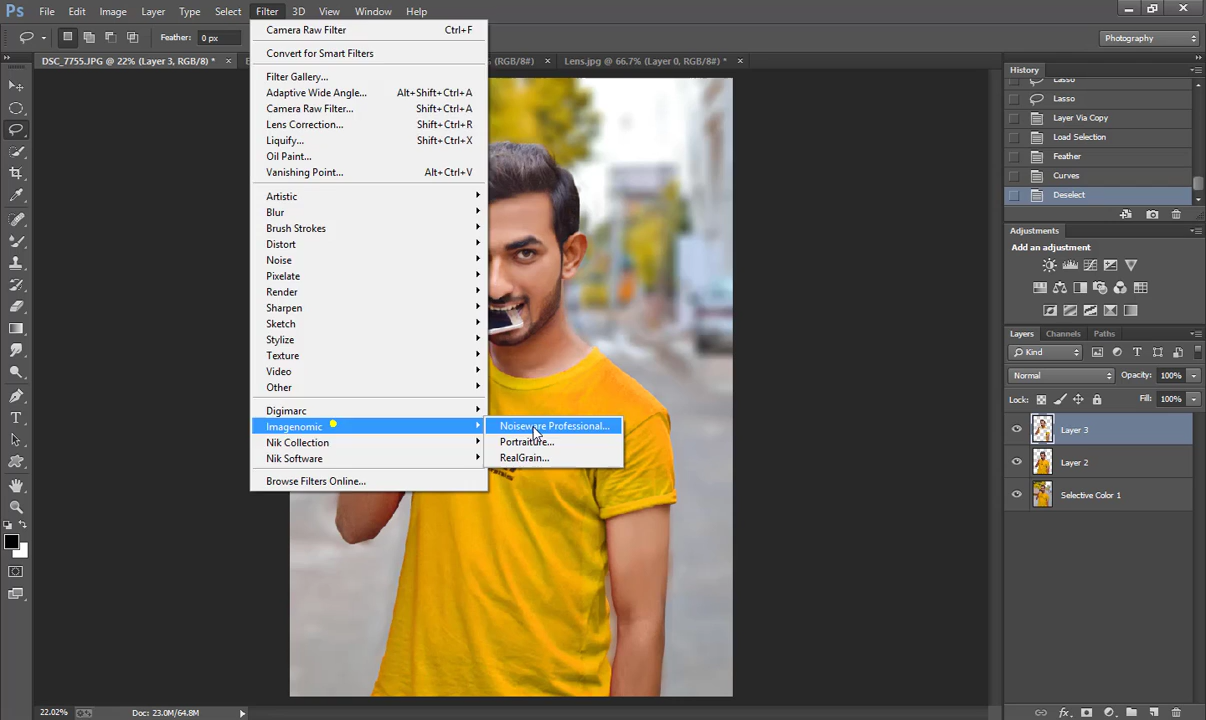 Ps File Edit Image Layer Type Select Filter 3D View Window Help
Feather: 0 px
Photography
DSC_7755.JPG @ 22% (Layer 3, RGB/8) *
(RGB/8#)
Lens.jpg @ 66.7% (Layer 0, RGB/8#) *
Camera Raw Filter Ctrl+F
Convert for Smart Filters
Filter Gallery...
Adaptive Wide Angle... Alt+Shift+Ctrl+A
Camera Raw Filter... Shift+Ctrl+A
Lens Correction... Shift+Ctrl+R
Liquify... Shift+Ctrl+X
Oil Paint...
Vanishing Point... Alt+Ctrl+V
Artistic
Blur
Brush Strokes
Distort
Noise
Pixelate
Render
Sharpen
Sketch
Stylize
Texture
Video
Other
Digimarc
Imagenomic
Nik Collection
Nik Software
Browse Filters Online...
Noiseware Professional...
Portraiture...
RealGrain...
History
Lasso
Lasso
Layer Via Copy
Load Selection
Feather
Curves
Deselect
Adjustments
Add an adjustment
Layers Channels Paths
Kind
Normal Opacity: 100%
Lock: Fill: 100%
Layer 3
Layer 2
Selective Color 1
22.02% Doc: 23.0M/64.8M